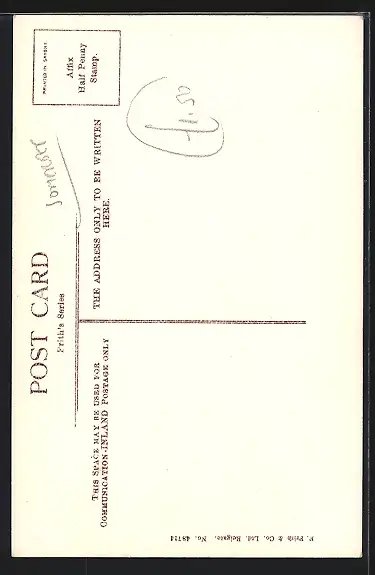 POST CARD
Frith's Series
PRINTED IN SAXONY.
Affix
Half Penny
Stamp.
Somerset
£1.50
THIS SPACE MAY BE USED FOR
COMMUNICATION-INLAND POSTAGE ONLY
THE ADDRESS ONLY TO BE WRITTEN
HERE.
F. Frith & Co. Ltd. Reigate. No. 48714